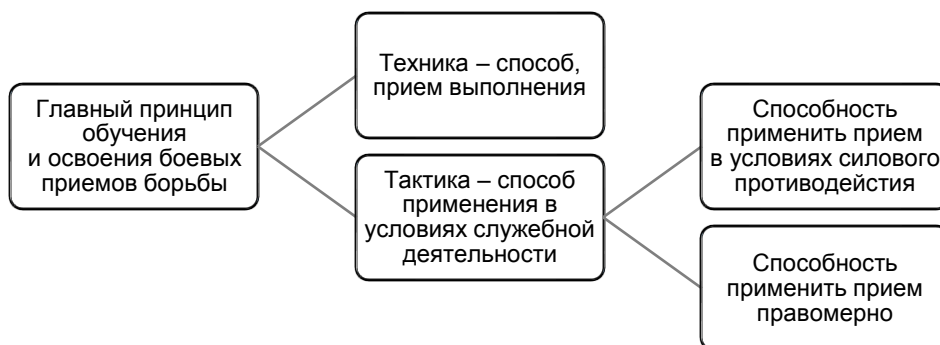 Главный принцип
обучения
и освоения боевых
приемов борьбы
Техника – способ,
прием выполнения
Тактика – способ
применения в
условиях служебной
деятельности
Способность
применить прием
в условиях силового
противодейстия
Способность
применить прием
правомерно